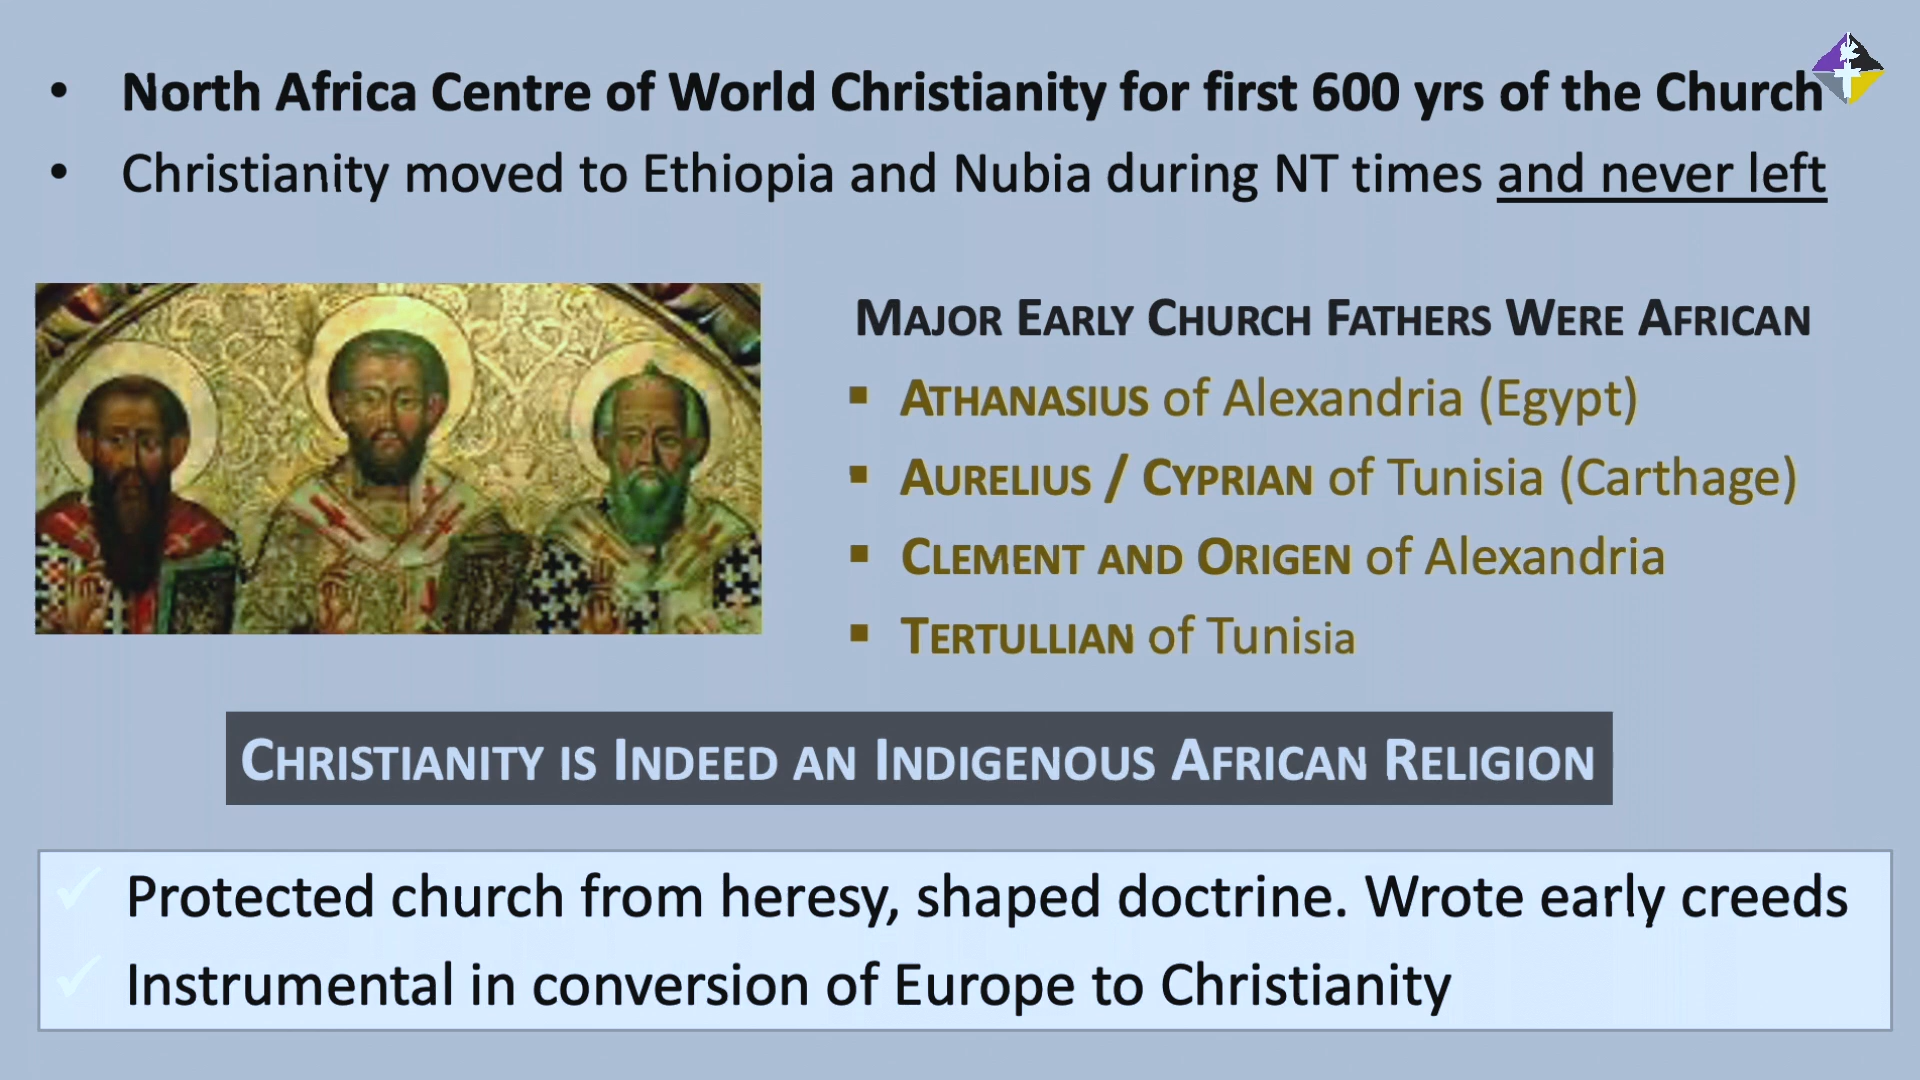 • North Africa Centre of World Christianity for first 600 yrs of the Church
• Christianity moved to Ethiopia and Nubia during NT times and never left
MAJOR EARLY CHURCH FATHERS WERE AFRICAN
▪ ATHANASIUS of Alexandria (Egypt)
▪ AURELIUS / CYPRIAN of Tunisia (Carthage)
▪ CLEMENT AND ORIGEN of Alexandria
▪ TERTULLIAN of Tunisia
CHRISTIANITY IS INDEED AN INDIGENOUS AFRICAN RELIGION
✓ Protected church from heresy, shaped doctrine. Wrote early creeds
✓ Instrumental in conversion of Europe to Christianity